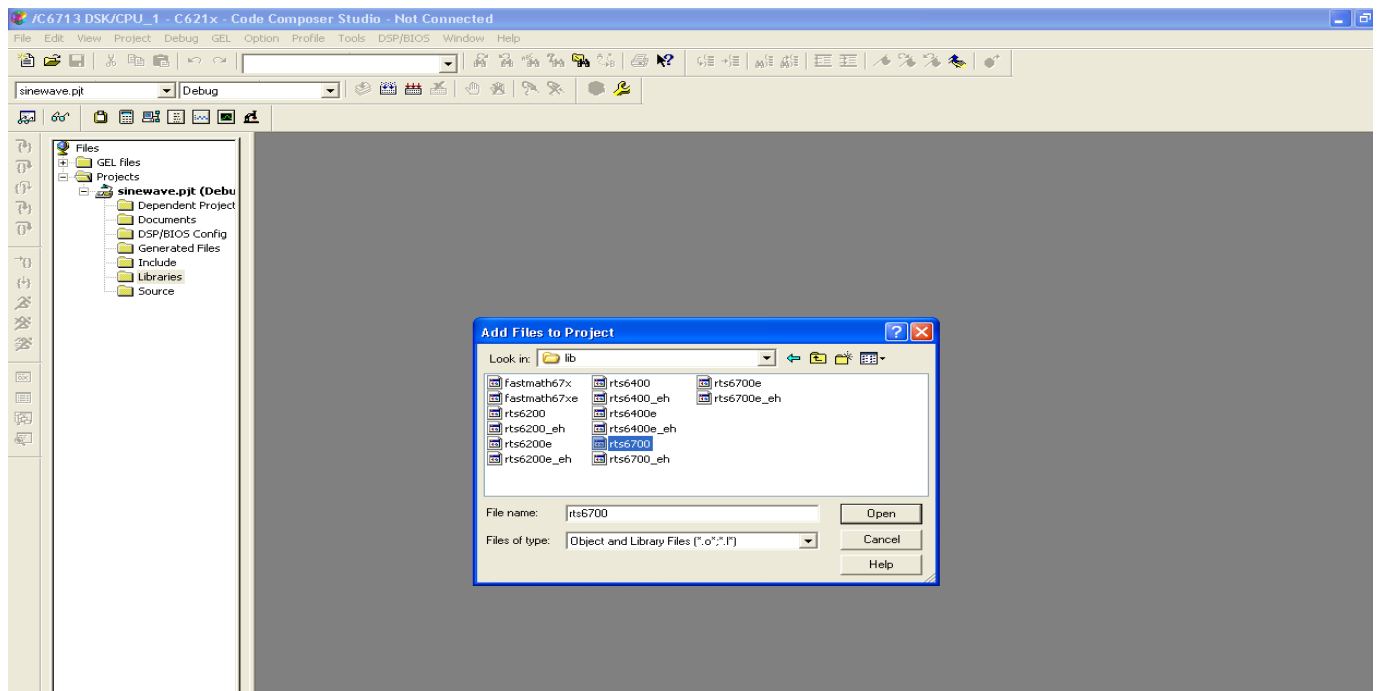 /C6713 DSK/CPU_1 - C621x - Code Composer Studio - Not Connected
File Edit View Project Debug GEL Option Profile Tools DSP/BIOS Window Help
sinewave.pjt Debug
Files
GEL files
Projects
sinewave.pjt (Debu
Dependent Project
Documents
DSP/BIOS Config
Generated Files
Include
Libraries
Source
Add Files to Project
Look in: lib
fastmath67x rts6400 rts6700e
fastmath67xe rts6400_eh rts6700e_eh
rts6200 rts6400e
rts6200_eh rts6400e_eh
rts6200e rts6700
rts6200e_eh rts6700_eh
File name: rts6700 Open
Files of type: Object and Library Files (*.o*;*.l*) Cancel
Help